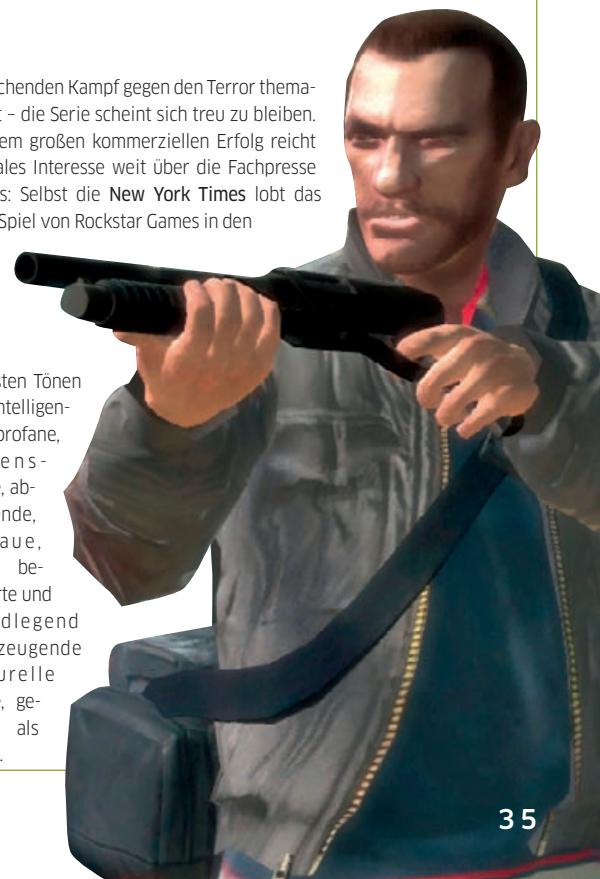 chenden Kampf gegen den Terror thema-
t – die Serie scheint sich treu zu bleiben.
em großen kommerziellen Erfolg reicht
ales Interesse weit über die Fachpresse
s: Selbst die New York Times lobt das
Spiel von Rockstar Games in den
sten Tönen
ntelligen-
profane,
ens-
, ab-
ende,
aue,
be-
rte und
dlegend
zeugende
urelle
, ge-
als
.
35